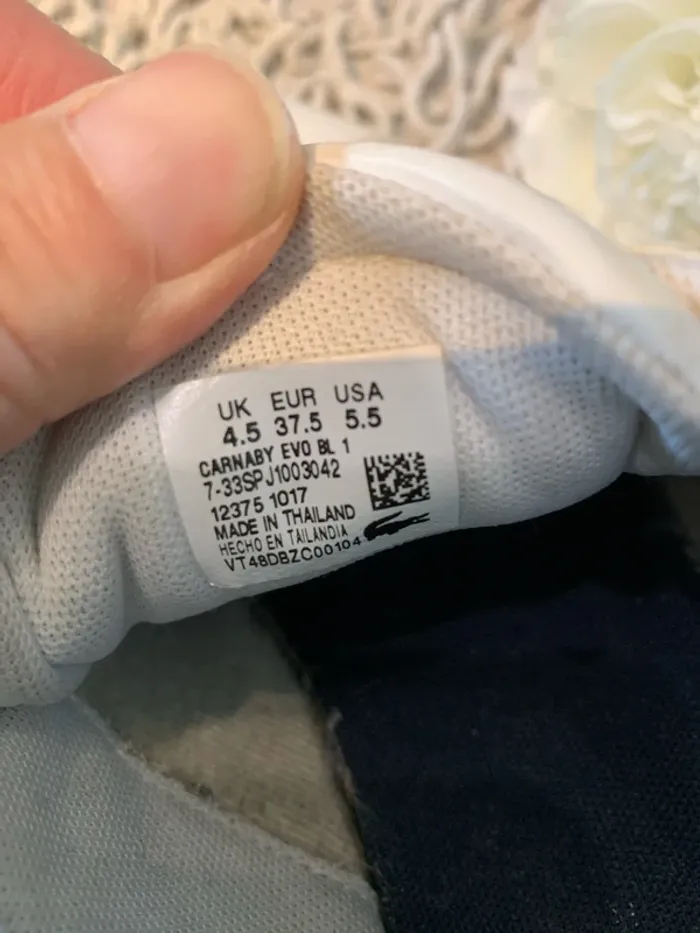 UK EUR USA
4.5 37.5 5.5
CARNABY EVO BL 1
7-33SPJ1003042
12375 1017
MADE IN THAILAND
HECHO EN TAILANDIA
VT48DBZC00104